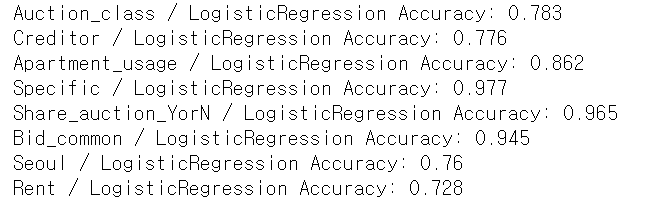 Auction_class / LogisticRegression Accuracy: 0.783
Creditor / LogisticRegression Accuracy: 0.776
Apartment_usage / LogisticRegression Accuracy: 0.862
Specific / LogisticRegression Accuracy: 0.977
Share_auction_YorN / LogisticRegression Accuracy: 0.965
Bid_common / LogisticRegression Accuracy: 0.945
Seoul / LogisticRegression Accuracy: 0.76
Rent / LogisticRegression Accuracy: 0.728